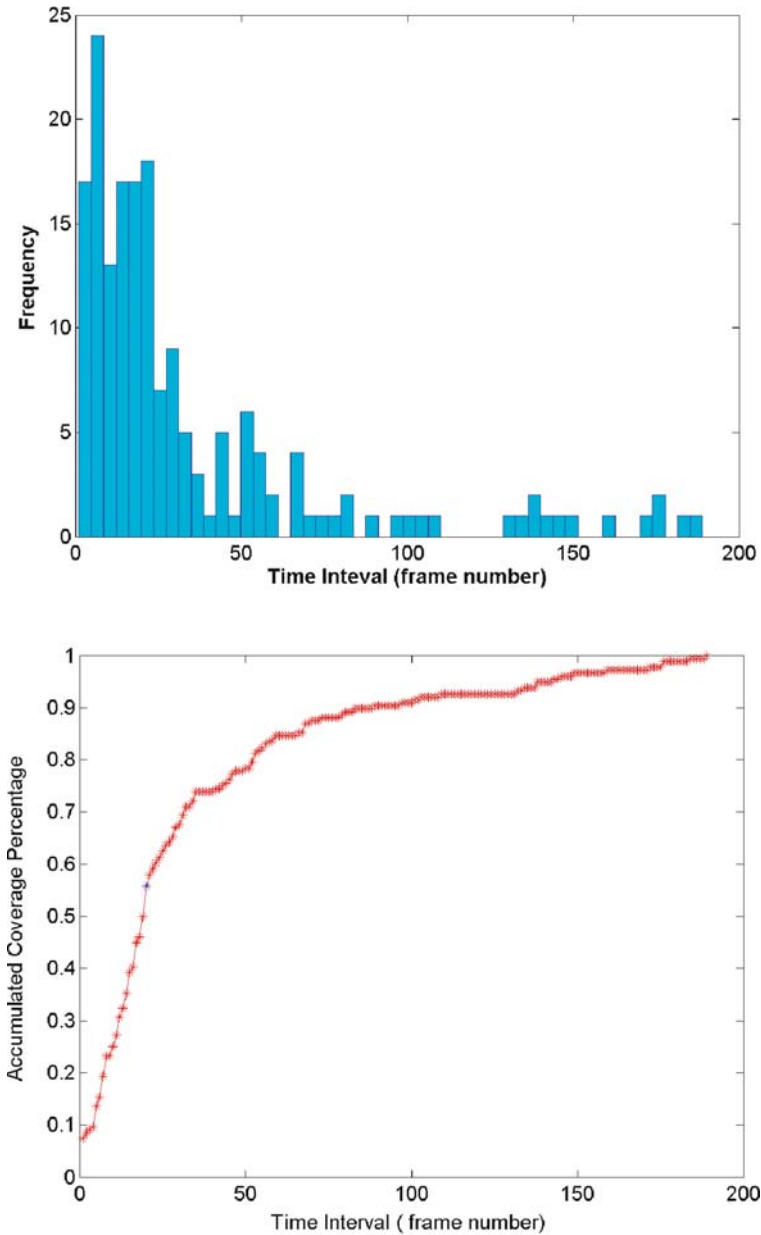 25
20
15
10
5
0
Frequency
0 50 100 150 200
Time Inteval (frame number)
1
0.9
0.8
0.7
0.6
0.5
0.4
0.3
0.2
0.1
0
Accumulated Coverage Percentage
0 50 100 150 200
Time Interval ( frame number)